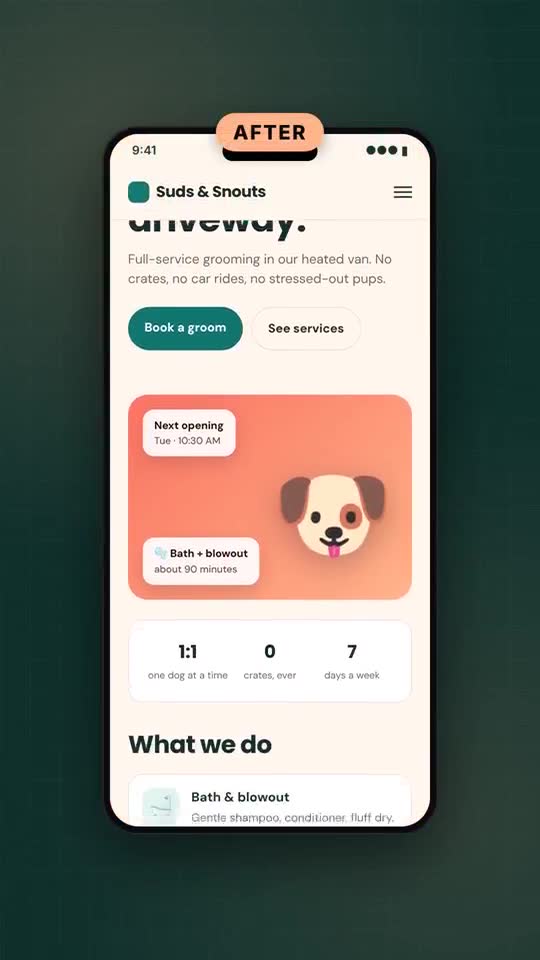 AFTER
9:41
Suds & Snouts
driveway.
Full-service grooming in our heated van. No
crates, no car rides, no stressed-out pups.
Book a groom
See services
Next opening
Tue · 10:30 AM
Bath + blowout
about 90 minutes
1:1
0
7
one dog at a time
crates, ever
days a week
What we do
Bath & blowout
Gentle shampoo, conditioner, fluff dry.